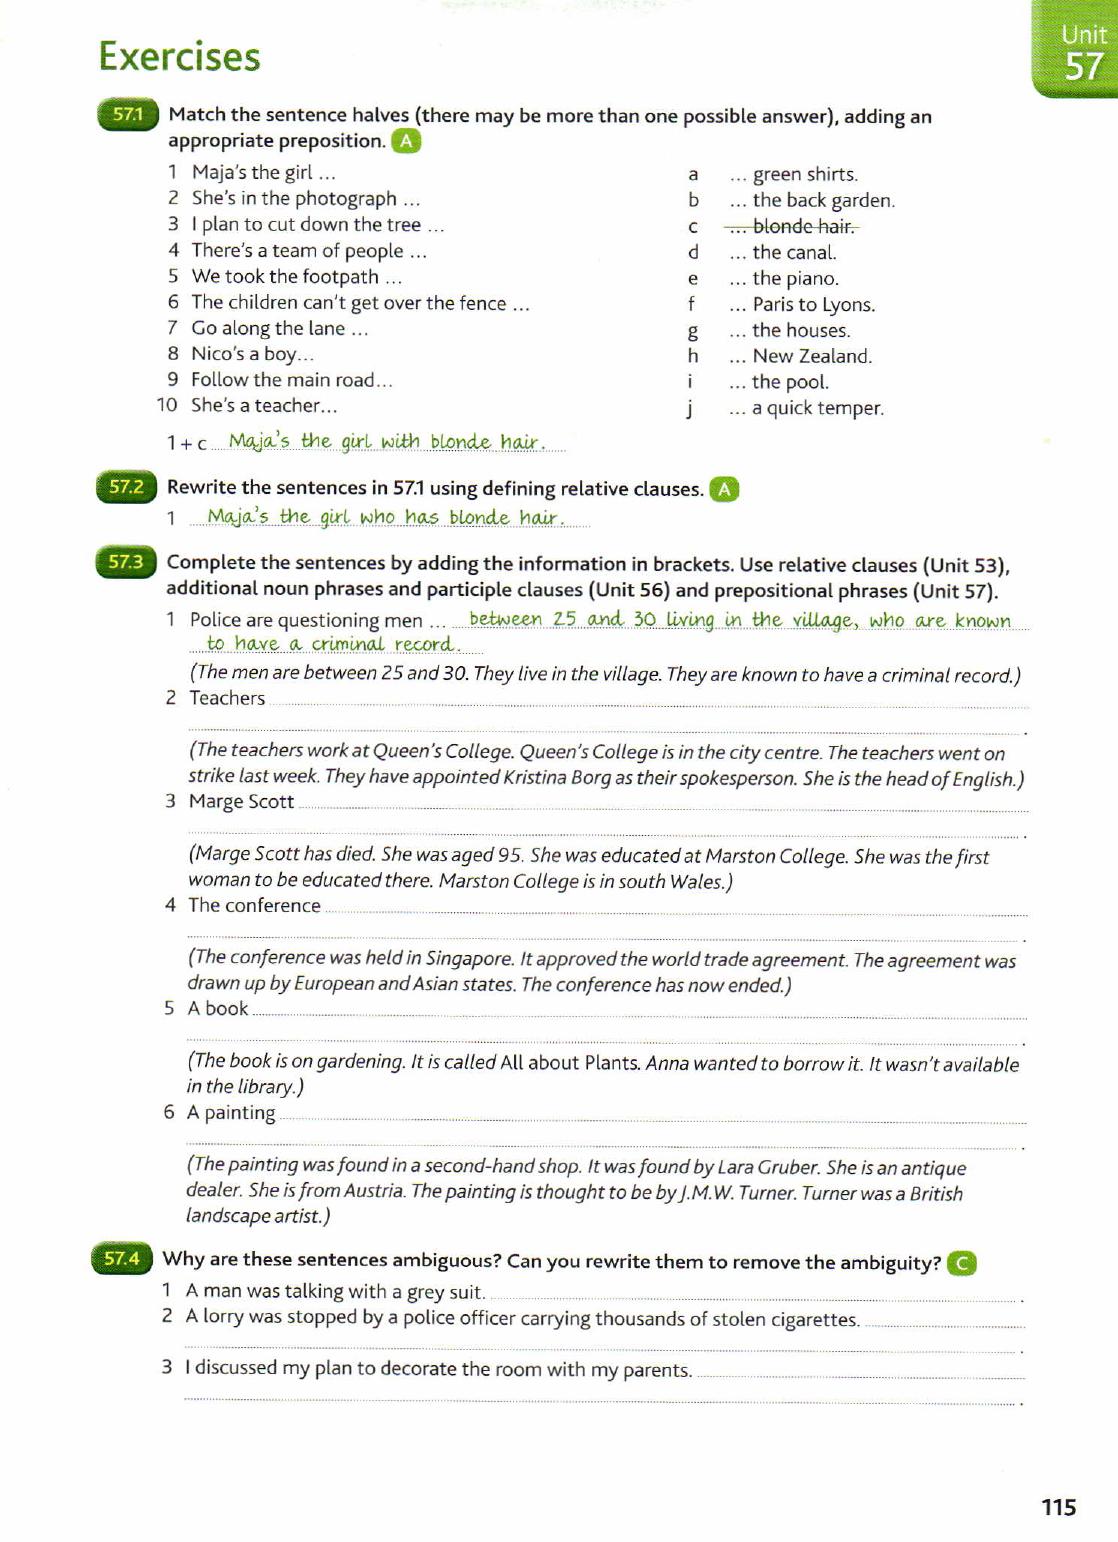 Exercises
Unit
57
57.1 Match the sentence halves (there may be more than one possible answer), adding an
appropriate preposition. A
1 Maja's the girl ...
2 She's in the photograph ...
3 I plan to cut down the tree ...
4 There's a team of people ...
5 We took the footpath ...
6 The children can't get over the fence ...
7 Go along the lane ...
8 Nico's a boy...
9 Follow the main road...
10 She's a teacher...
a ... green shirts.
b ... the back garden.
c ... blonde hair.
d ... the canal.
e ... the piano.
f ... Paris to Lyons.
g ... the houses.
h ... New Zealand.
i ... the pool.
j ... a quick temper.
1 + c Maja's the girl with blonde hair.
57.2 Rewrite the sentences in 57.1 using defining relative clauses. A
1 Maja's the girl who has blonde hair.
57.3 Complete the sentences by adding the information in brackets. Use relative clauses (Unit 53),
additional noun phrases and participle clauses (Unit 56) and prepositional phrases (Unit 57).
1 Police are questioning men ... between 25 and 30 living in the village, who are known
to have a criminal record.
(The men are between 25 and 30. They live in the village. They are known to have a criminal record.)
2 Teachers
.
(The teachers work at Queen's College. Queen's College is in the city centre. The teachers went on
strike last week. They have appointed Kristina Borg as their spokesperson. She is the head of English.)
3 Marge Scott
.
(Marge Scott has died. She was aged 95. She was educated at Marston College. She was the first
woman to be educated there. Marston College is in south Wales.)
4 The conference
.
(The conference was held in Singapore. It approved the world trade agreement. The agreement was
drawn up by European and Asian states. The conference has now ended.)
5 A book
.
(The book is on gardening. It is called All about Plants. Anna wanted to borrow it. It wasn't available
in the library.)
6 A painting
.
(The painting was found in a second-hand shop. It was found by Lara Gruber. She is an antique
dealer. She is from Austria. The painting is thought to be by J.M.W. Turner. Turner was a British
landscape artist.)
57.4 Why are these sentences ambiguous? Can you rewrite them to remove the ambiguity? C
1 A man was talking with a grey suit. .
2 A lorry was stopped by a police officer carrying thousands of stolen cigarettes.
.
3 I discussed my plan to decorate the room with my parents.
.
115